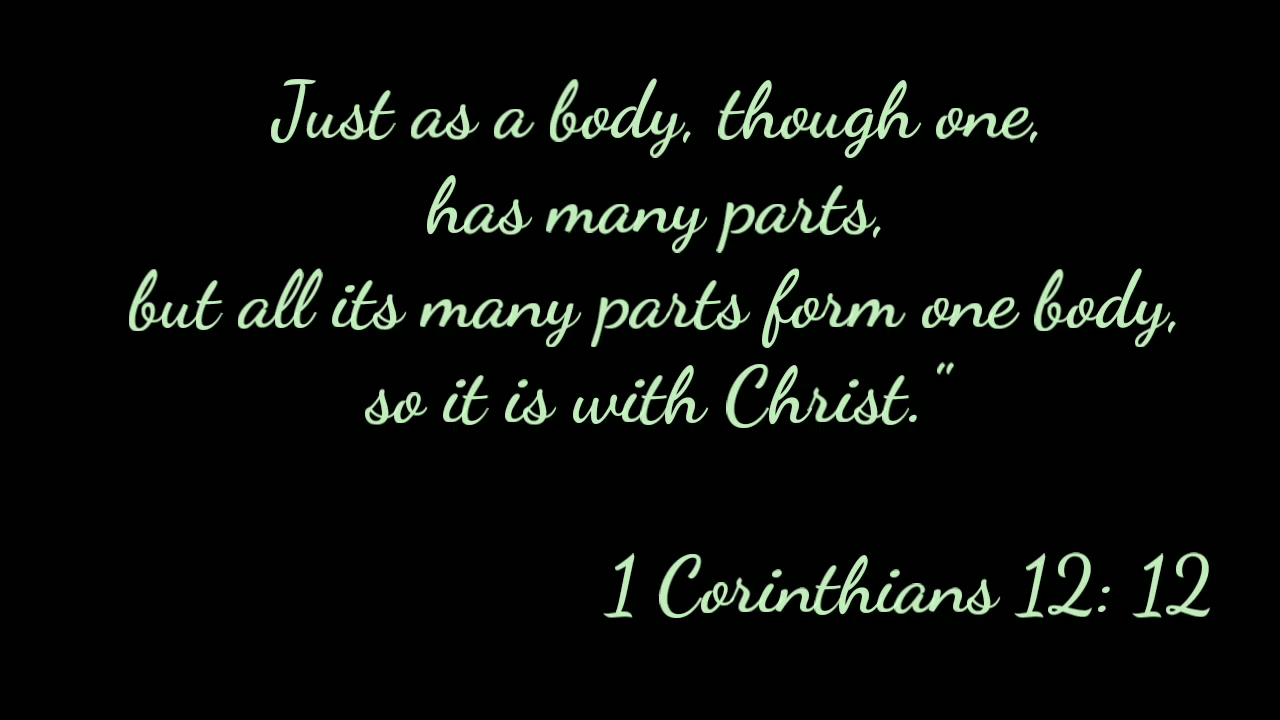 Just as a body, though one,
has many parts,
but all its many parts form one body,
so it is with Christ."
1 Corinthians 12: 12